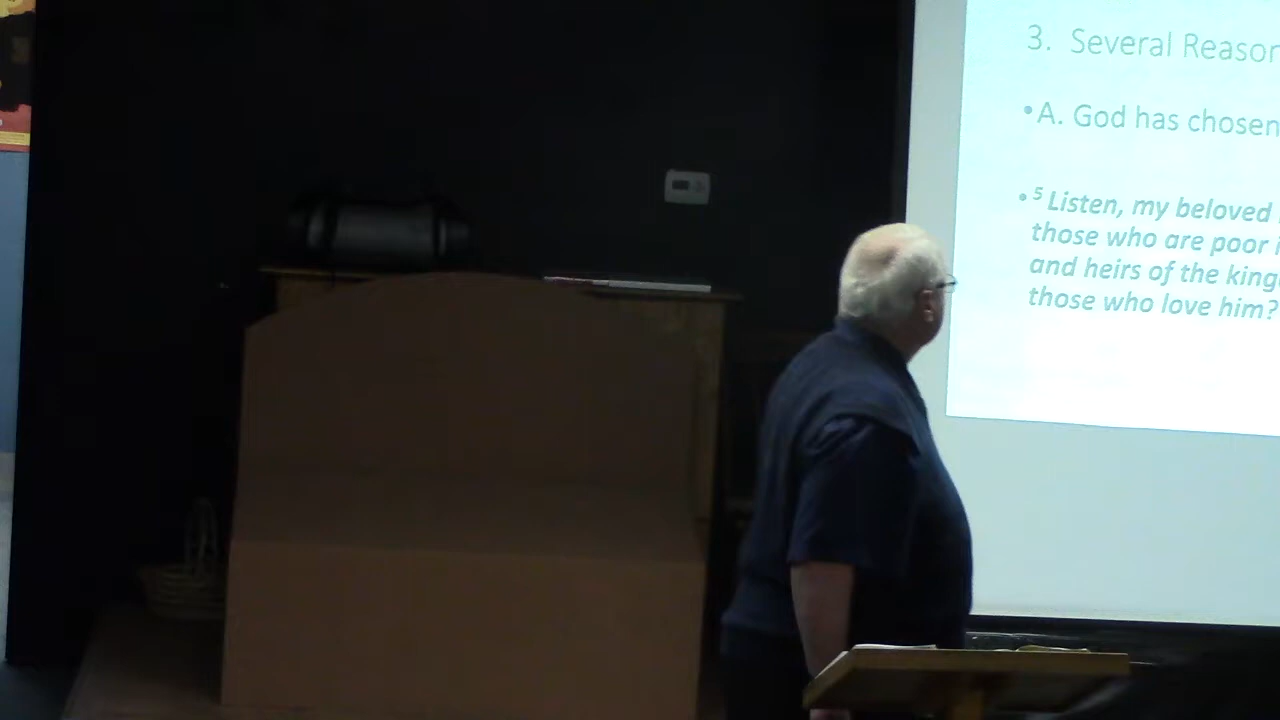 3. Several Reason
•A. God has chosen
•⁵ Listen, my beloved
those who are poor i
and heirs of the king
those who love him?